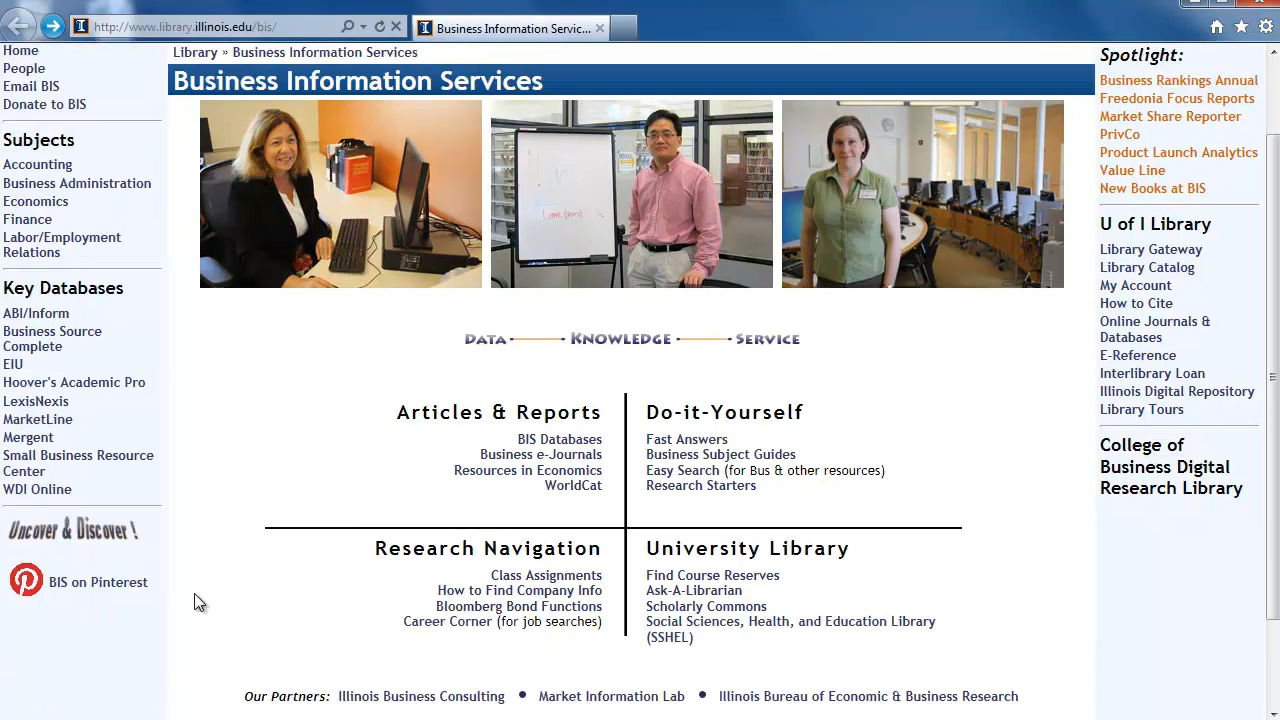 http://www.library.illinois.edu/bis/
Business Information Servic...
Home
People
Email BIS
Donate to BIS
Subjects
Accounting
Business Administration
Economics
Finance
Labor/Employment
Relations
Key Databases
ABI/Inform
Business Source
Complete
EIU
Hoover's Academic Pro
LexisNexis
MarketLine
Mergent
Small Business Resource
Center
WDI Online
Uncover & Discover !
BIS on Pinterest
Library » Business Information Services
Business Information Services
DATA KNOWLEDGE SERVICE
Articles & Reports
BIS Databases
Business e-Journals
Resources in Economics
WorldCat
Do-it-Yourself
Fast Answers
Business Subject Guides
Easy Search (for Bus & other resources)
Research Starters
Research Navigation
Class Assignments
How to Find Company Info
Bloomberg Bond Functions
Career Corner (for job searches)
University Library
Find Course Reserves
Ask-A-Librarian
Scholarly Commons
Social Sciences, Health, and Education Library
(SSHEL)
Our Partners: Illinois Business Consulting • Market Information Lab • Illinois Bureau of Economic & Business Research
Spotlight:
Business Rankings Annual
Freedonia Focus Reports
Market Share Reporter
PrivCo
Product Launch Analytics
Value Line
New Books at BIS
U of I Library
Library Gateway
Library Catalog
My Account
How to Cite
Online Journals &
Databases
E-Reference
Interlibrary Loan
Illinois Digital Repository
Library Tours
College of
Business Digital
Research Library